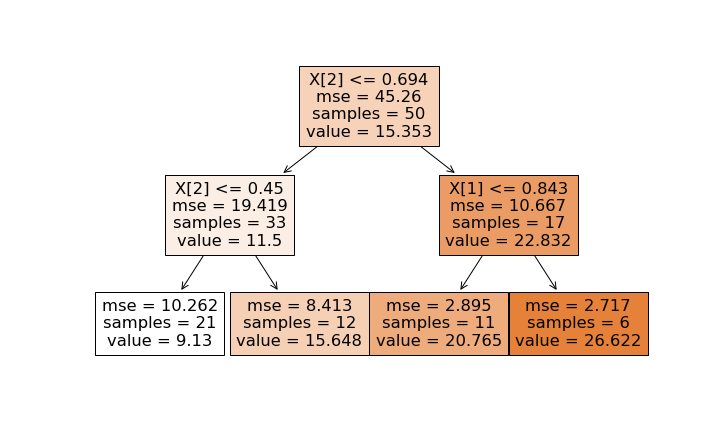 X[2] <= 0.694
mse = 45.26
samples = 50
value = 15.353
X[2] <= 0.45
mse = 19.419
samples = 33
value = 11.5
X[1] <= 0.843
mse = 10.667
samples = 17
value = 22.832
mse = 10.262
samples = 21
value = 9.13
mse = 8.413
samples = 12
value = 15.648
mse = 2.895
samples = 11
value = 20.765
mse = 2.717
samples = 6
value = 26.622